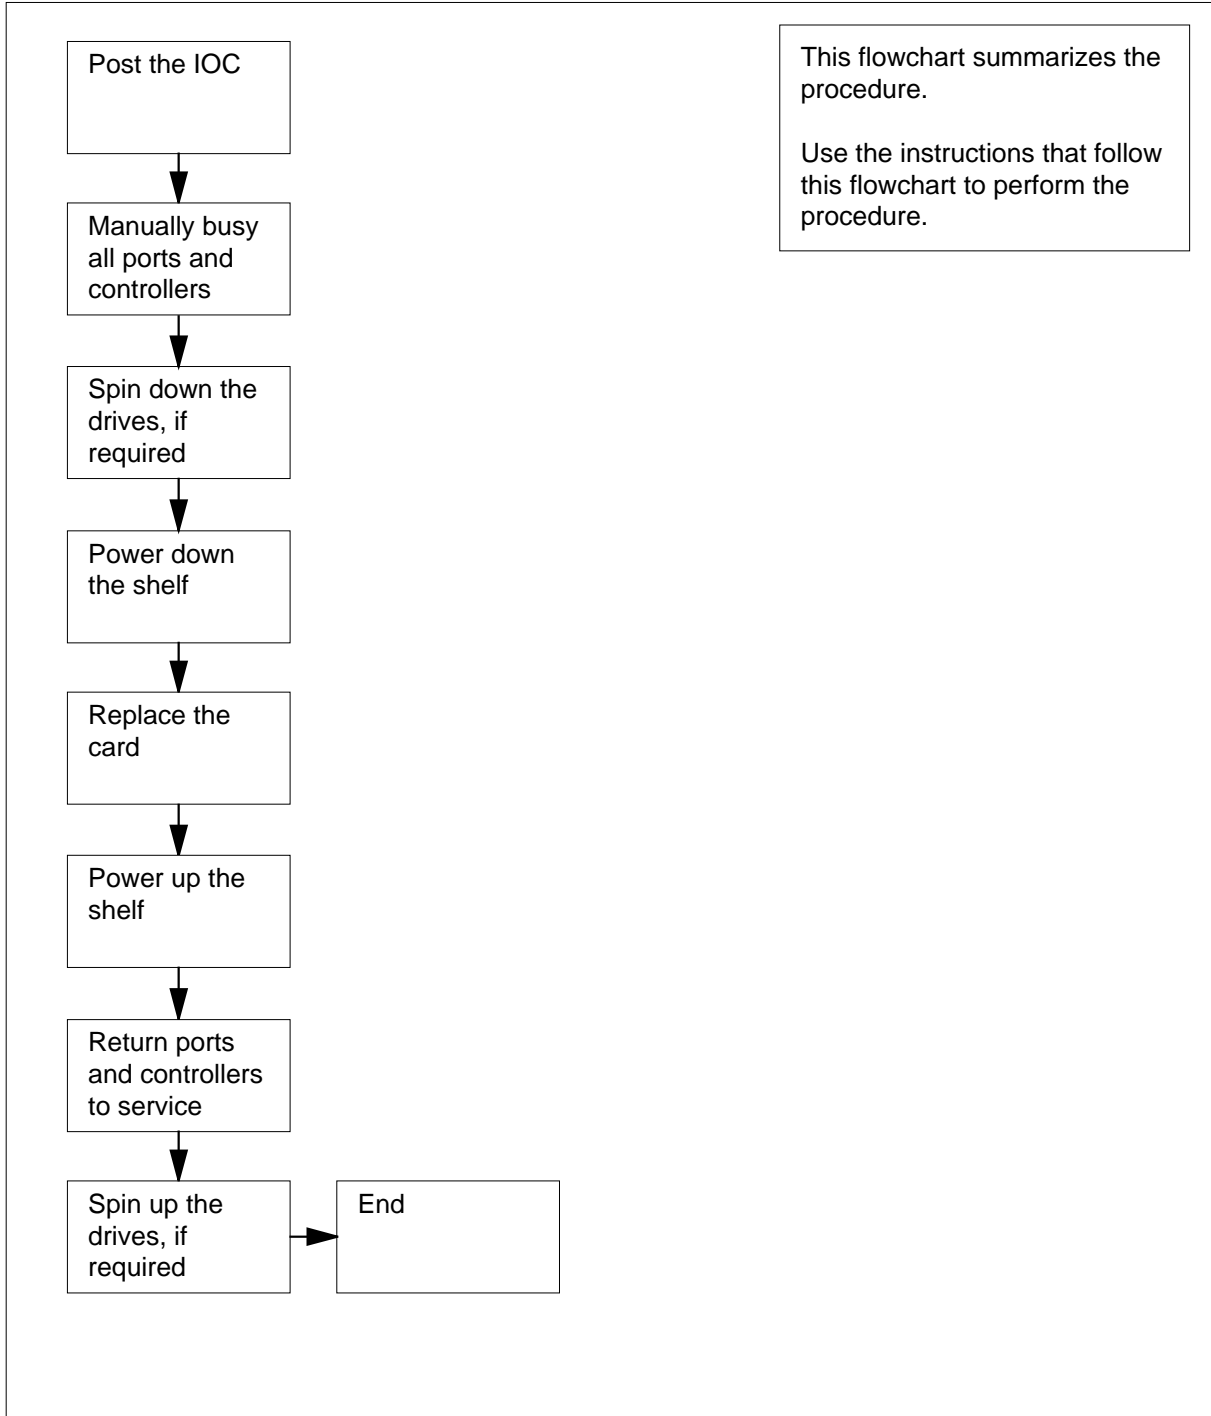 Post the IOC
Manually busy
all ports and
controllers
Spin down the
drives, if
required
Power down
the shelf
Replace the
card
Power up the
shelf
Return ports
and controllers
to service
Spin up the
drives, if
required
End
This flowchart summarizes the
procedure.
Use the instructions that follow
this flowchart to perform the
procedure.